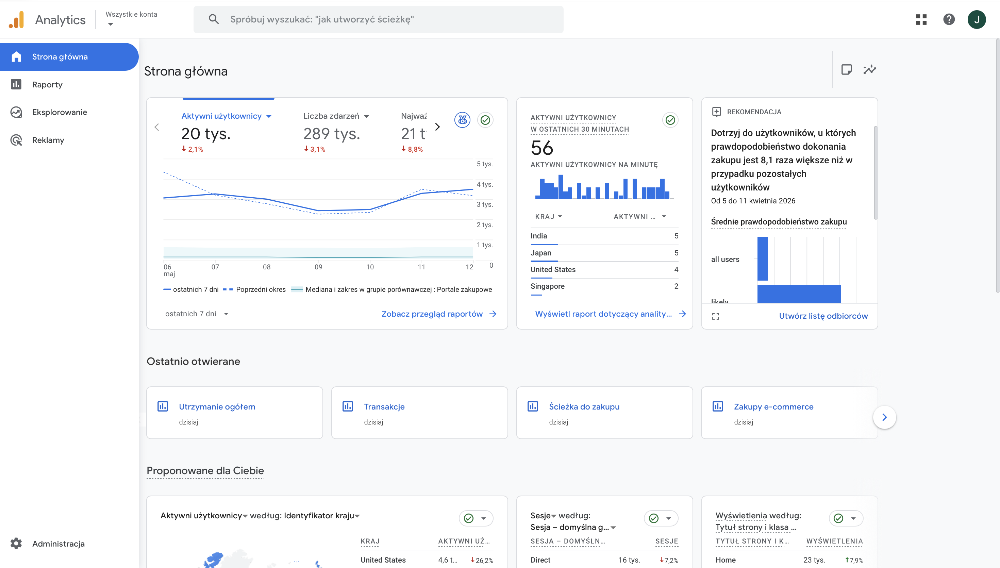 Analytics
Wszystkie konta
Spróbuj wyszukać: "jak utworzyć ścieżkę"
J
Strona główna
Raporty
Eksplorowanie
Reklamy
Administracja
Strona główna
Aktywni użytkownicy
20 tys.
2,1%
Liczba zdarzeń
289 tys.
3,1%
Najważ
21 t
8,8%
5 tys.
4 tys.
3 tys.
2 tys.
1 tys.
0
06 maj
07
08
09
10
11
12
ostatnich 7 dni
Poprzedni okres
Mediana i zakres w grupie porównawczej : Portale zakupowe
ostatnich 7 dni
Zobacz przegląd raportów
AKTYWNI UŻYTKOWNICY
W OSTATNICH 30 MINUTACH
56
AKTYWNI UŻYTKOWNICY NA MINUTĘ
KRAJ AKTYWNI ...
India 5
Japan 5
United States 4
Singapore 2
Wyświetl raport dotyczący anality...
REKOMENDACJA
Dotrzyj do użytkowników, u których
prawdopodobieństwo dokonania
zakupu jest 8,1 raza większe niż w
przypadku pozostałych
użytkowników
Od 5 do 11 kwietnia 2026
Średnie prawdopodobieństwo zakupu
all users
likely
Utwórz listę odbiorców
Ostatnio otwierane
Utrzymanie ogółem
dzisiaj
Transakcje
dzisiaj
Ścieżka do zakupu
dzisiaj
Zakupy e-commerce
dzisiaj
Proponowane dla Ciebie
Aktywni użytkownicy według: Identyfikator kraju
KRAJ AKTYWNI UŻ...
United States 4,6 t... 26,2%
Sesje według:
Sesja – domyślna g...
SESJA – DOMYŚLN... SESJE
Direct 16 tys. 7,2%
Wyświetlenia według:
Tytuł strony i klasa ...
TYTUŁ STRONY I K... WYŚWIETLENIA
Home 23 tys. 7,9%